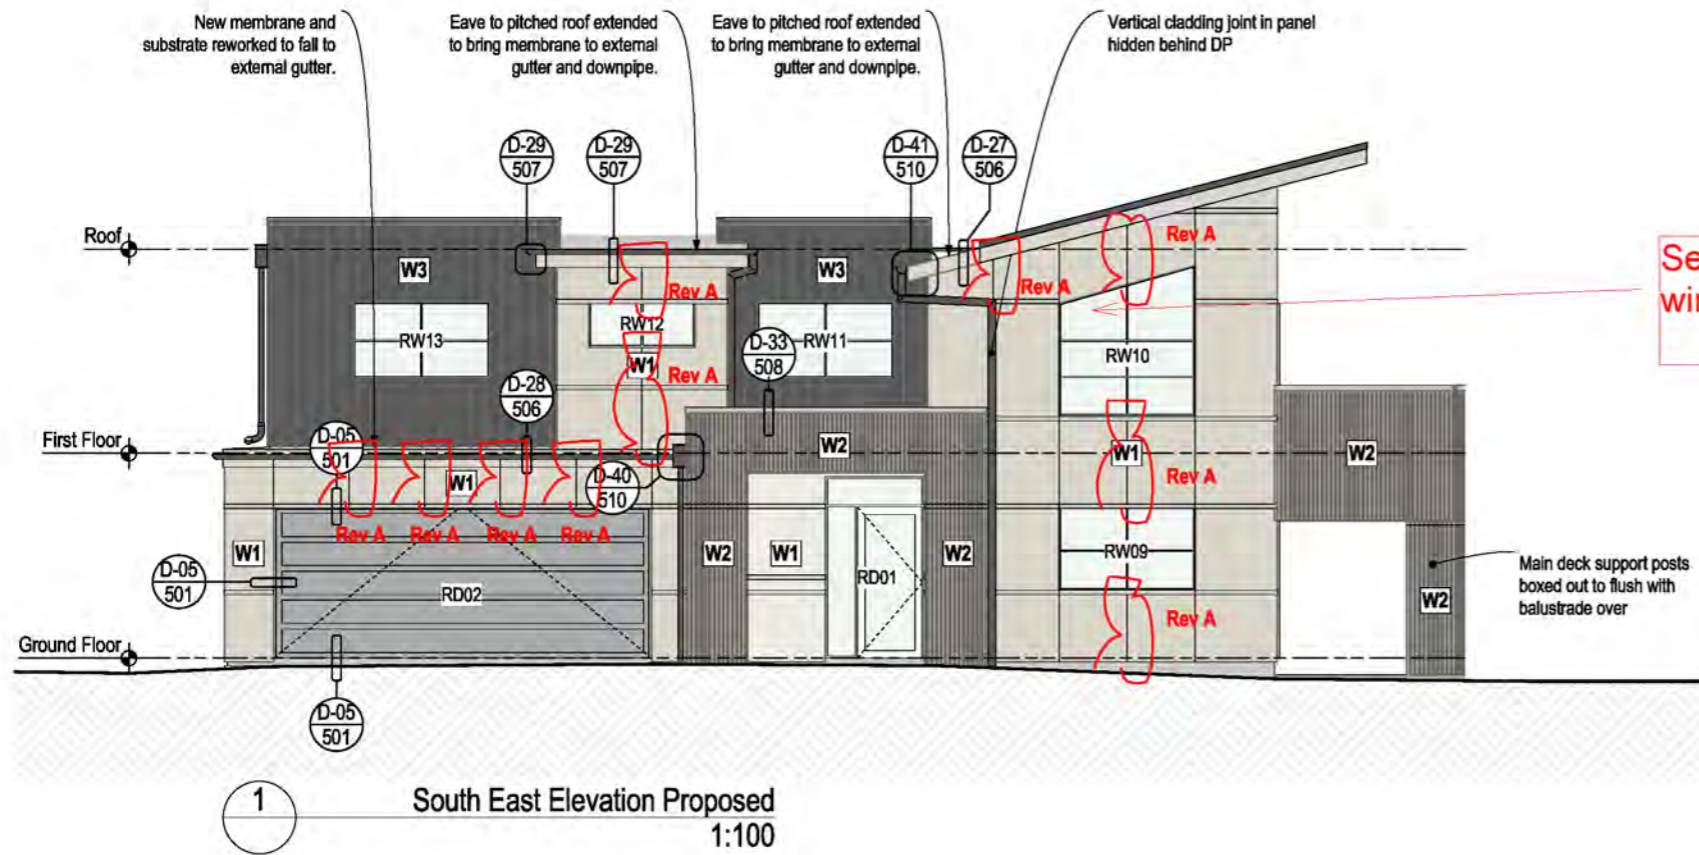 New membrane and
substrate reworked to fall to
external gutter.
Eave to pitched roof extended
to bring membrane to external
gutter and downpipe.
Eave to pitched roof extended
to bring membrane to external
gutter and downpipe.
Vertical cladding joint in panel
hidden behind DP
D-29
507
D-29
507
D-41
510
D-27
506
Roof
W3
W3
Rev A
Rev A
Rev A
RW13
RW12
RW11
RW10
D-33
508
W1
Rev A
D-28
506
First Floor
D-05
501
W1
D-40
510
W2
W1
W2
Rev A
Rev A
Rev A
Rev A
Rev A
W1
W2
W1
W2
RW09
D-05
501
RD02
RD01
Main deck support posts
boxed out to flush with
balustrade over
W2
Rev A
Ground Floor
D-05
501
1
South East Elevation Proposed
1:100